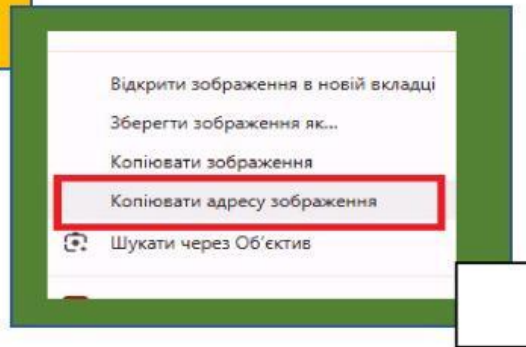 Відкрити зображення в новій вкладці
Зберегти зображення як...
Копіювати зображення
Копіювати адресу зображення
Шукати через Об'єктив